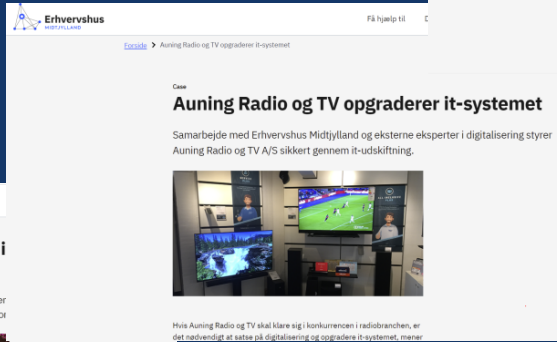 Erhvervshus
MIDTJYLLAND
Få hjælp til
Forside > Auning Radio og TV opgraderer it-systemet
Case
Auning Radio og TV opgraderer it-systemet
Samarbejde med Erhvervshus Midtjylland og eksterne eksperter i digitalisering styrer
Auning Radio og TV A/S sikkert gennem it-udskiftning.
Hvis Auning Radio og TV skal klare sig i konkurrencen i radiobranchen, er
det nødvendigt at satse på digitalisering og opgradere it-systemet, mener